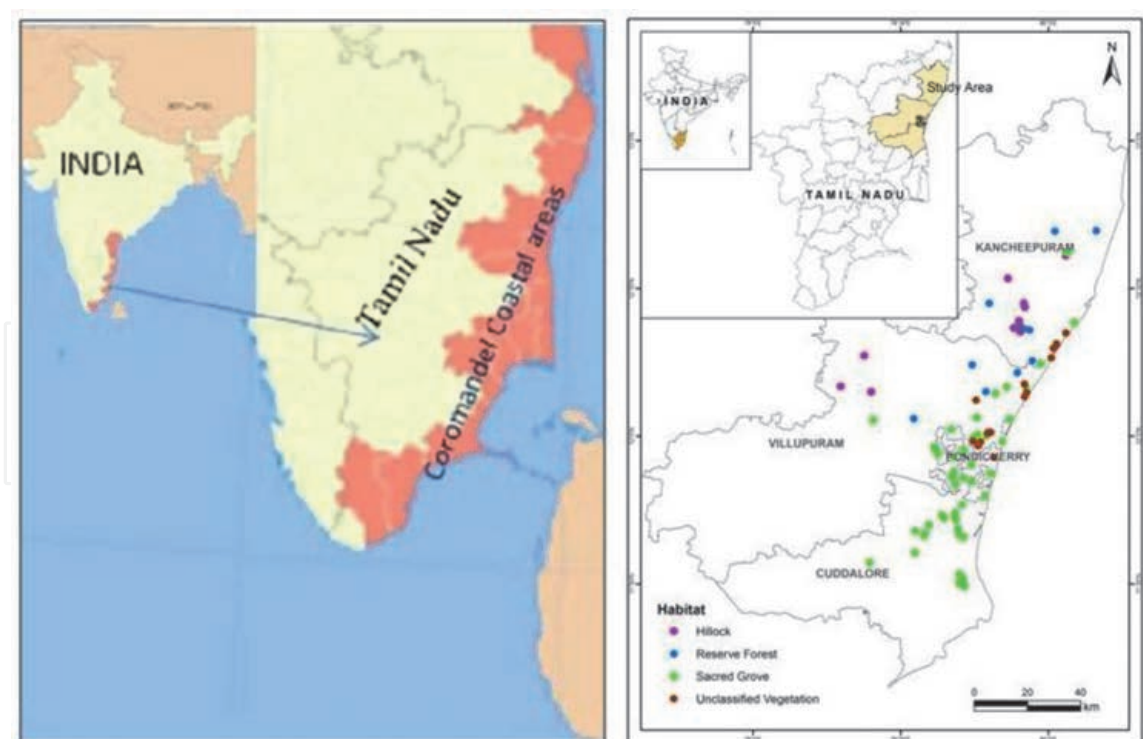 INDIA
Tamil Nadu
Coromandel Coastal areas
N
INDIA
Study Area
TAMIL NADU
KANCHEEPURAM
VILLUPURAM
PONDICHERRY
CUDDALORE
Habitat
Hillock
Reserve Forest
Sacred Grove
Unclassified Vegetation
0 20 40
km